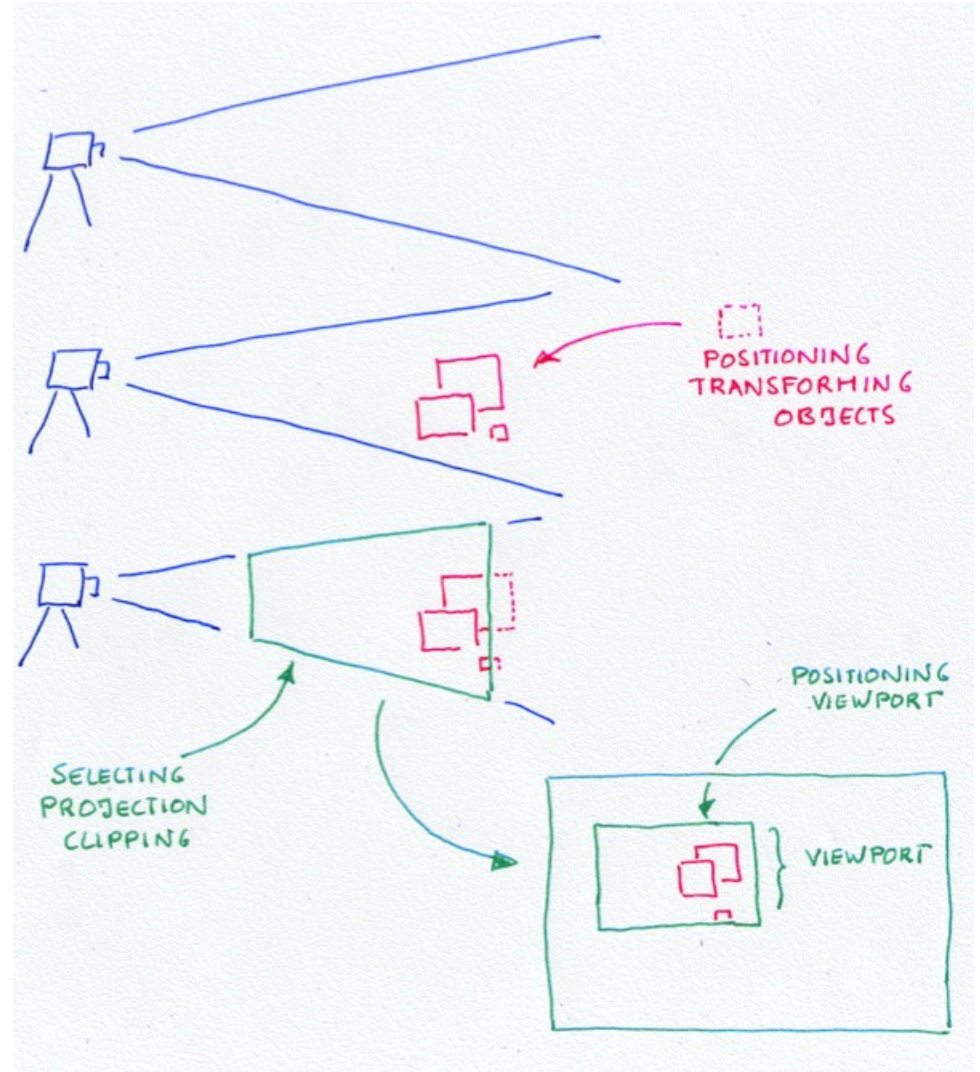 POSITIONING
TRANSFORMING
OBJECTS
POSITIONING
VIEWPORT
SELECTING
PROJECTION
CLIPPING
VIEWPORT